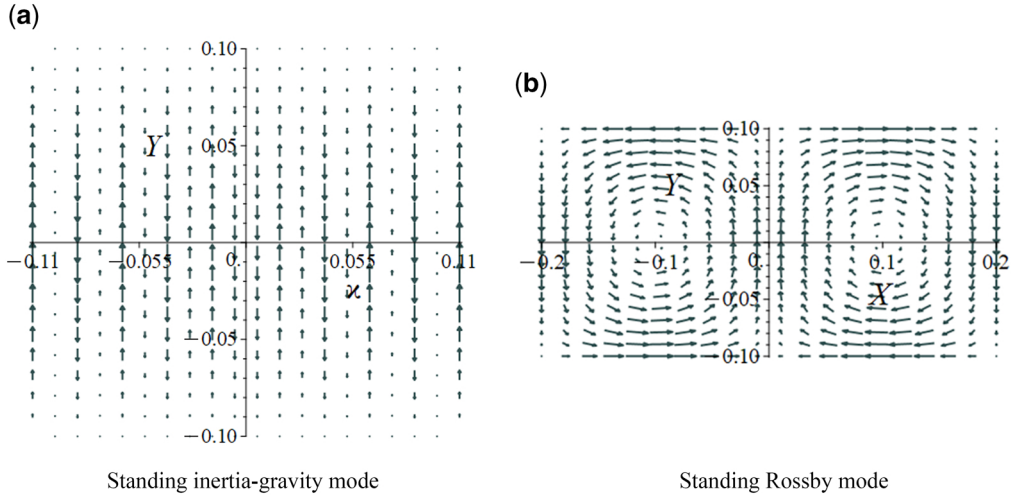 (a)
0.10
Y
0.05
−0.11
−0.055
0.
0.055
0.11
ϰ
−0.05
−0.10
Standing inertia-gravity mode
(b)
0.10
Y
0.05
−0.2
−0.1
0.
0.1
0.2
X
−0.05
−0.10
Standing Rossby mode